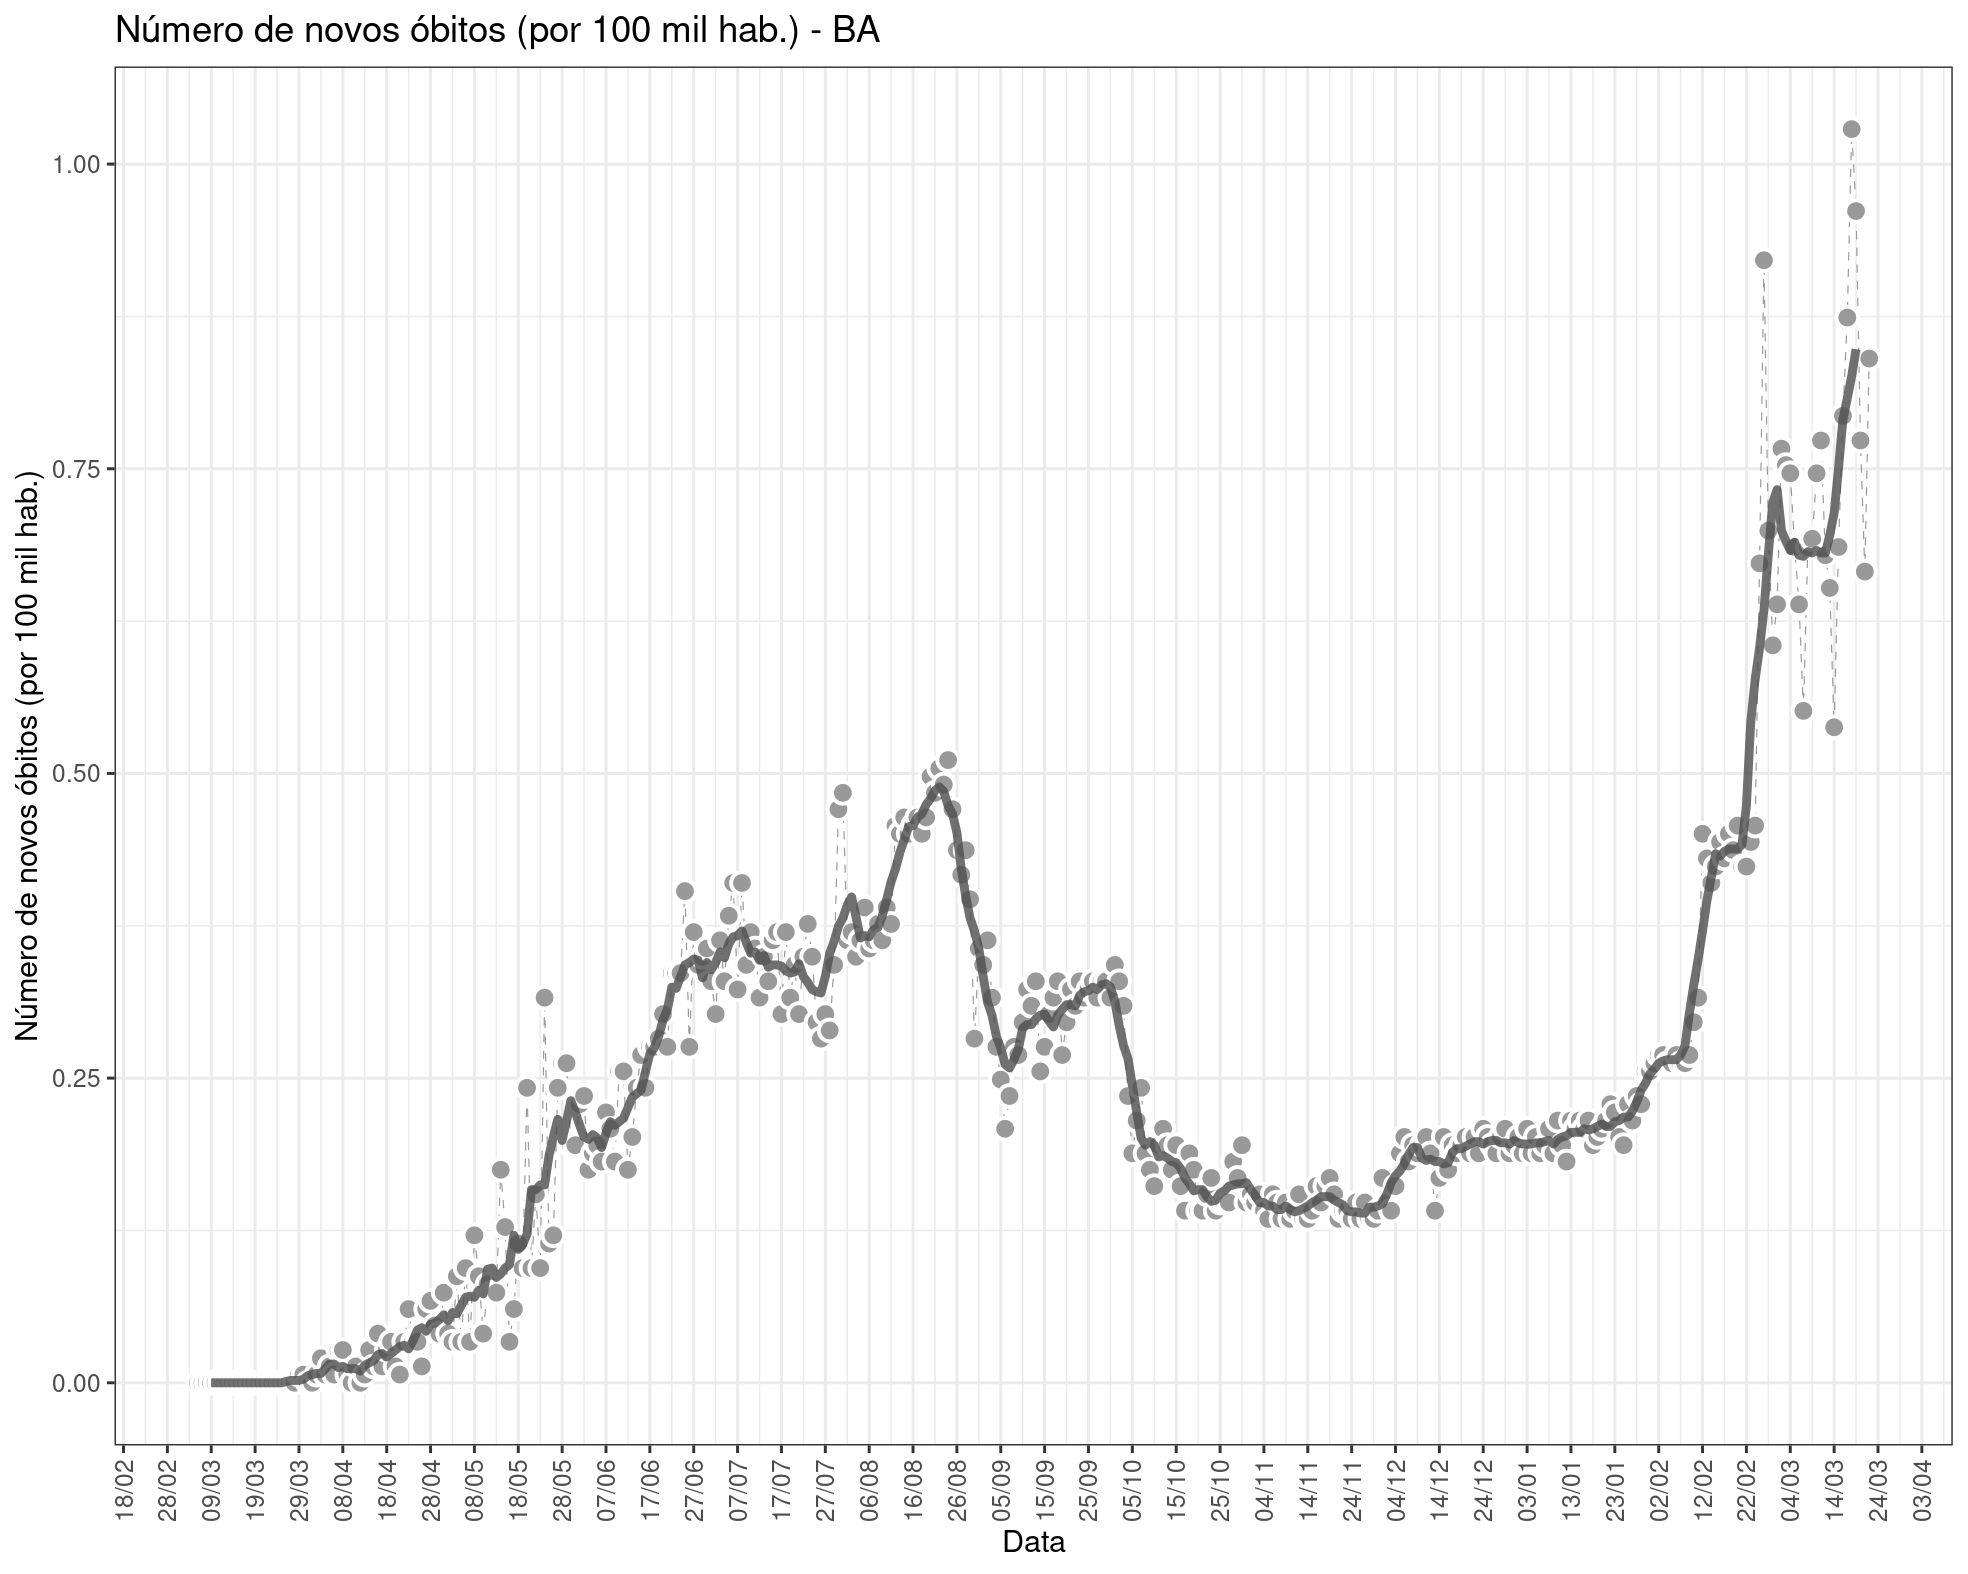 Número de novos óbitos (por 100 mil hab.) - BA
Número de novos óbitos (por 100 mil hab.)
1.00
0.75
0.50
0.25
0.00
18/02 28/02 09/03 19/03 29/03 08/04 18/04 28/04 08/05 18/05 28/05 07/06 17/06 27/06 07/07 17/07 27/07 06/08 16/08 26/08 05/09 15/09 25/09 05/10 15/10 25/10 04/11 14/11 24/11 04/12 14/12 24/12 03/01 13/01 23/01 02/02 12/02 22/02 04/03 14/03 24/03 03/04
Data